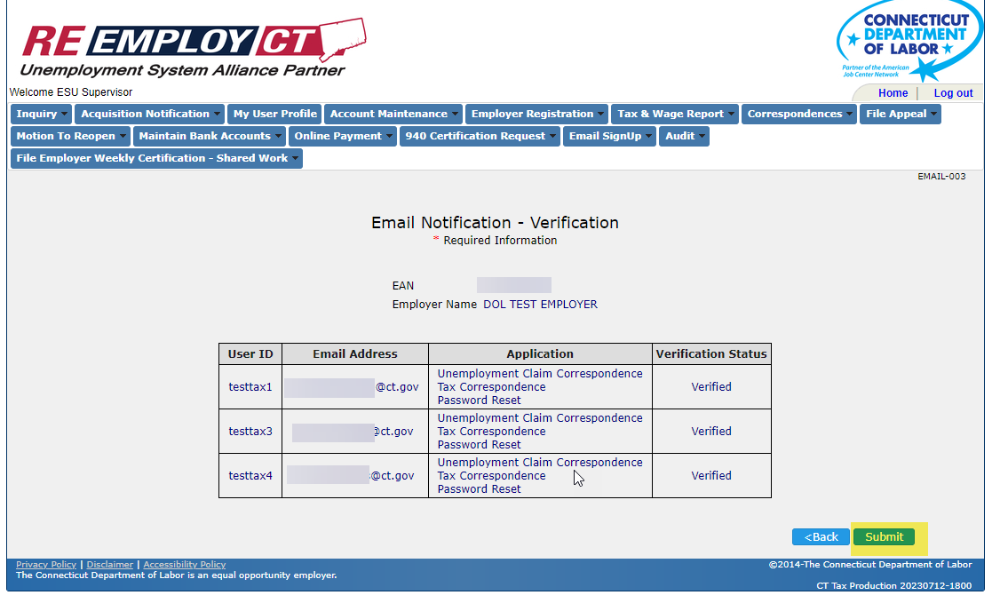 REEMPLOYCT
Unemployment System Alliance Partner
CONNECTICUT
DEPARTMENT
OF LABOR
Partner of the American
Job Center Network
Welcome ESU Supervisor
Home | Log out
Inquiry Acquisition Notification My User Profile Account Maintenance Employer Registration Tax & Wage Report Correspondences File Appeal
Motion To Reopen Maintain Bank Accounts Online Payment 940 Certification Request Email SignUp Audit
File Employer Weekly Certification - Shared Work
EMAIL-003
Email Notification - Verification
* Required Information
EAN
Employer Name DOL TEST EMPLOYER
User ID Email Address Application Verification Status
Unemployment Claim Correspondence
testtax1 @ct.gov Tax Correspondence Verified
Password Reset
Unemployment Claim Correspondence
testtax3 @ct.gov Tax Correspondence Verified
Password Reset
Unemployment Claim Correspondence
testtax4 @ct.gov Tax Correspondence Verified
Password Reset
<Back Submit
Privacy Policy | Disclaimer | Accessibility Policy ©2014-The Connecticut Department of Labor
The Connecticut Department of Labor is an equal opportunity employer.
CT Tax Production 20230712-1800